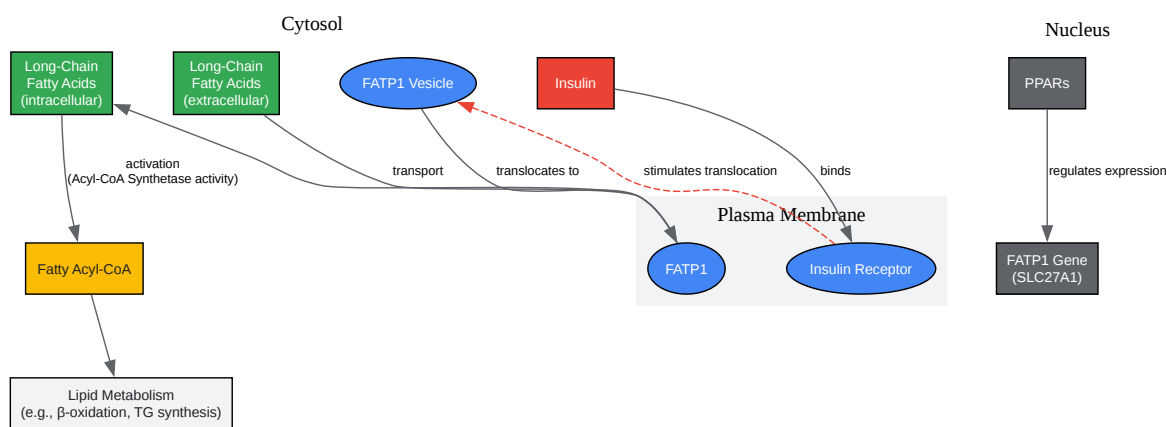 Cytosol
Nucleus
Long-Chain
Fatty Acids
(intracellular)
Long-Chain
Fatty Acids
(extracellular)
FATP1 Vesicle
Insulin
PPARs
activation
(Acyl-CoA Synthetase activity)
transport
translocates to
stimulates translocation
binds
regulates expression
Plasma Membrane
Fatty Acyl-CoA
FATP1
Insulin Receptor
FATP1 Gene
(SLC27A1)
Lipid Metabolism
(e.g., β-oxidation, TG synthesis)